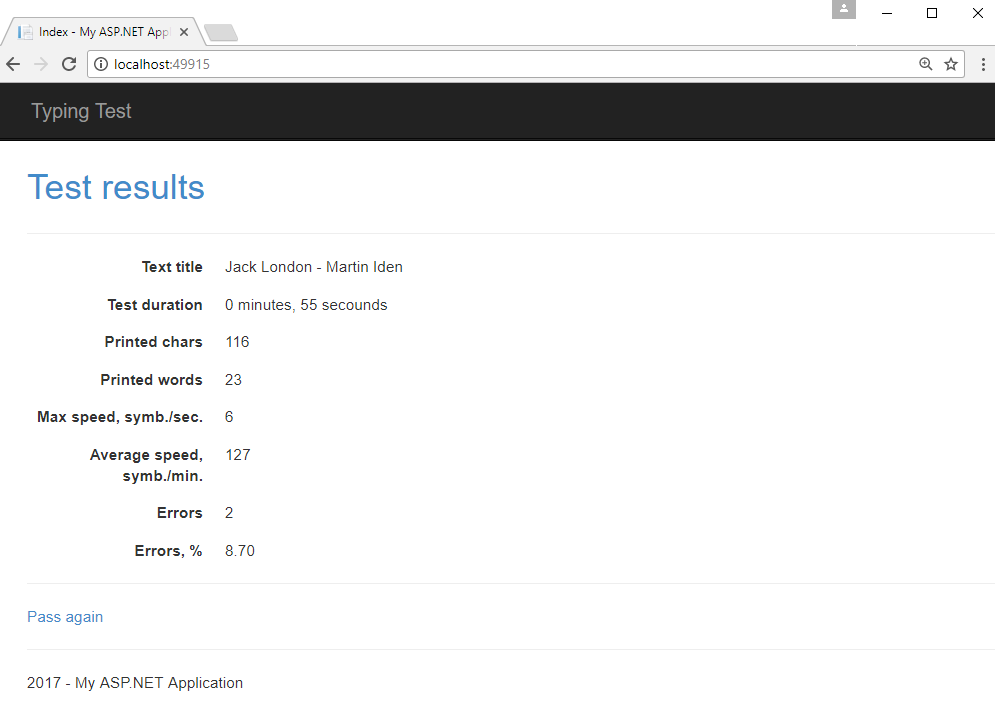 Index - My ASP.NET App
localhost:49915
Typing Test
Test results
Text title Jack London - Martin Iden
Test duration 0 minutes, 55 secounds
Printed chars 116
Printed words 23
Max speed, symb./sec. 6
Average speed, 127
symb./min.
Errors 2
Errors, % 8.70
Pass again
2017 - My ASP.NET Application